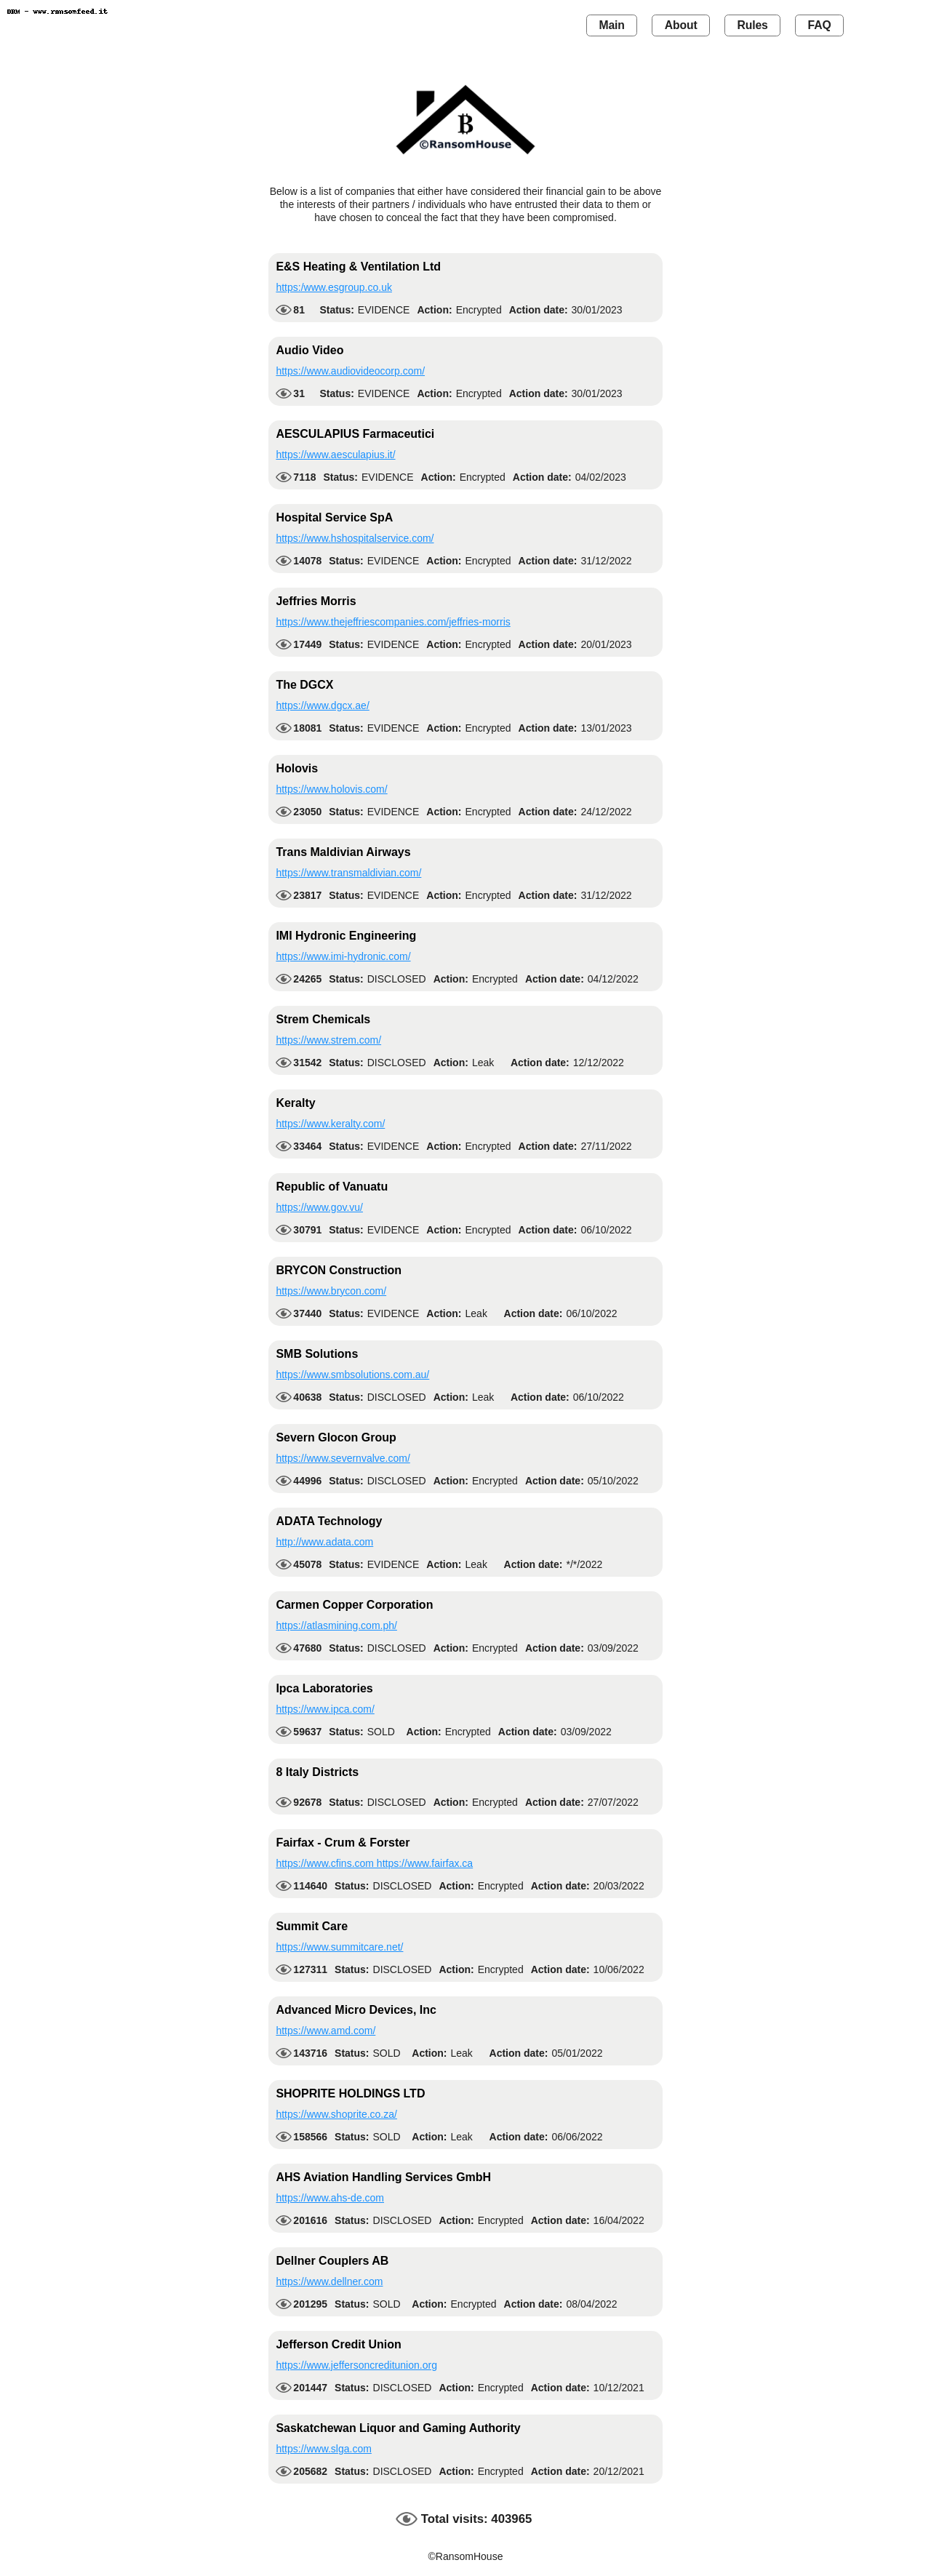 DRM - www.ransomfeed.it
Main About Rules FAQ
B
©RansomHouse
Below is a list of companies that either have considered their financial gain to be above
the interests of their partners / individuals who have entrusted their data to them or
have chosen to conceal the fact that they have been compromised.
E&S Heating & Ventilation Ltd
https:/www.esgroup.co.uk
81 Status: EVIDENCE Action: Encrypted Action date: 30/01/2023
Audio Video
https://www.audiovideocorp.com/
31 Status: EVIDENCE Action: Encrypted Action date: 30/01/2023
AESCULAPIUS Farmaceutici
https://www.aesculapius.it/
7118 Status: EVIDENCE Action: Encrypted Action date: 04/02/2023
Hospital Service SpA
https://www.hshospitalservice.com/
14078 Status: EVIDENCE Action: Encrypted Action date: 31/12/2022
Jeffries Morris
https://www.thejeffriescompanies.com/jeffries-morris
17449 Status: EVIDENCE Action: Encrypted Action date: 20/01/2023
The DGCX
https://www.dgcx.ae/
18081 Status: EVIDENCE Action: Encrypted Action date: 13/01/2023
Holovis
https://www.holovis.com/
23050 Status: EVIDENCE Action: Encrypted Action date: 24/12/2022
Trans Maldivian Airways
https://www.transmaldivian.com/
23817 Status: EVIDENCE Action: Encrypted Action date: 31/12/2022
IMI Hydronic Engineering
https://www.imi-hydronic.com/
24265 Status: DISCLOSED Action: Encrypted Action date: 04/12/2022
Strem Chemicals
https://www.strem.com/
31542 Status: DISCLOSED Action: Leak Action date: 12/12/2022
Keralty
https://www.keralty.com/
33464 Status: EVIDENCE Action: Encrypted Action date: 27/11/2022
Republic of Vanuatu
https://www.gov.vu/
30791 Status: EVIDENCE Action: Encrypted Action date: 06/10/2022
BRYCON Construction
https://www.brycon.com/
37440 Status: EVIDENCE Action: Leak Action date: 06/10/2022
SMB Solutions
https://www.smbsolutions.com.au/
40638 Status: DISCLOSED Action: Leak Action date: 06/10/2022
Severn Glocon Group
https://www.severnvalve.com/
44996 Status: DISCLOSED Action: Encrypted Action date: 05/10/2022
ADATA Technology
http://www.adata.com
45078 Status: EVIDENCE Action: Leak Action date: */*/2022
Carmen Copper Corporation
https://atlasmining.com.ph/
47680 Status: DISCLOSED Action: Encrypted Action date: 03/09/2022
Ipca Laboratories
https://www.ipca.com/
59637 Status: SOLD Action: Encrypted Action date: 03/09/2022
8 Italy Districts
92678 Status: DISCLOSED Action: Encrypted Action date: 27/07/2022
Fairfax - Crum & Forster
https://www.cfins.com https://www.fairfax.ca
114640 Status: DISCLOSED Action: Encrypted Action date: 20/03/2022
Summit Care
https://www.summitcare.net/
127311 Status: DISCLOSED Action: Encrypted Action date: 10/06/2022
Advanced Micro Devices, Inc
https://www.amd.com/
143716 Status: SOLD Action: Leak Action date: 05/01/2022
SHOPRITE HOLDINGS LTD
https://www.shoprite.co.za/
158566 Status: SOLD Action: Leak Action date: 06/06/2022
AHS Aviation Handling Services GmbH
https://www.ahs-de.com
201616 Status: DISCLOSED Action: Encrypted Action date: 16/04/2022
Dellner Couplers AB
https://www.dellner.com
201295 Status: SOLD Action: Encrypted Action date: 08/04/2022
Jefferson Credit Union
https://www.jeffersoncreditunion.org
201447 Status: DISCLOSED Action: Encrypted Action date: 10/12/2021
Saskatchewan Liquor and Gaming Authority
https://www.slga.com
205682 Status: DISCLOSED Action: Encrypted Action date: 20/12/2021
Total visits: 403965
©RansomHouse